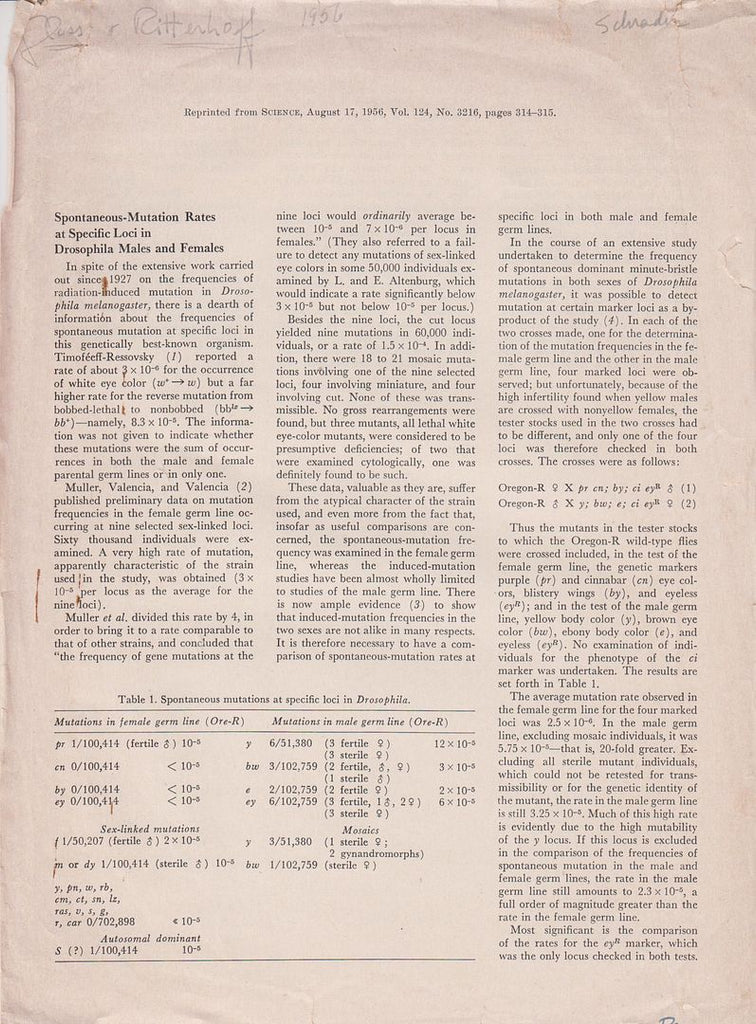 Glass & Rittenhoff 1956 Schrader
Reprinted from SCIENCE, August 17, 1956, Vol. 124, No. 3216, pages 314–315.
Spontaneous-Mutation Rates
at Specific Loci in
Drosophila Males and Females
In spite of the extensive work carried
out since 1927 on the frequencies of
radiation-induced mutation in Droso-
phila melanogaster, there is a dearth of
information about the frequencies of
spontaneous mutation at specific loci in
this genetically best-known organism.
Timoféeff-Ressovsky (1) reported a
rate of about 3 × 10⁻⁶ for the occurrence
of white eye color (w⁺ → w) but a far
higher rate for the reverse mutation from
bobbed-lethal to nonbobbed (bbˡᵉ →
bb⁺)—namely, 8.3 × 10⁻⁵. The informa-
tion was not given to indicate whether
these mutations were the sum of occur-
rences in both the male and female
parental germ lines or in only one.
Muller, Valencia, and Valencia (2)
published preliminary data on mutation
frequencies in the female germ line oc-
curring at nine selected sex-linked loci.
Sixty thousand individuals were ex-
amined. A very high rate of mutation,
apparently characteristic of the strain
used in the study, was obtained (3 ×
10⁻⁵ per locus as the average for the
nine loci).
Muller et al. divided this rate by 4, in
order to bring it to a rate comparable to
that of other strains, and concluded that
"the frequency of gene mutations at the
nine loci would ordinarily average be-
tween 10⁻⁵ and 7 × 10⁻⁶ per locus in
females." (They also referred to a fail-
ure to detect any mutations of sex-linked
eye colors in some 50,000 individuals ex-
amined by L. and E. Altenburg, which
would indicate a rate significantly below
3 × 10⁻⁵ but not below 10⁻⁵ per locus.)
Besides the nine loci, the cut locus
yielded nine mutations in 60,000 indi-
viduals, or a rate of 1.5 × 10⁻⁴. In addi-
tion, there were 18 to 21 mosaic muta-
tions involving one of the nine selected
loci, four involving miniature, and four
involving cut. None of these was trans-
missible. No gross rearrangements were
found, but three mutants, all lethal white
eye-color mutants, were considered to be
presumptive deficiencies; of two that
were examined cytologically, one was
definitely found to be such.
These data, valuable as they are, suffer
from the atypical character of the strain
used, and even more from the fact that,
insofar as useful comparisons are con-
cerned, the spontaneous-mutation fre-
quency was examined in the female germ
line, whereas the induced-mutation
studies have been almost wholly limited
to studies of the male germ line. There
is now ample evidence (3) to show
that induced-mutation frequencies in the
two sexes are not alike in many respects.
It is therefore necessary to have a com-
parison of spontaneous-mutation rates at
specific loci in both male and female
germ lines.
In the course of an extensive study
undertaken to determine the frequency
of spontaneous dominant minute-bristle
mutations in both sexes of Drosophila
melanogaster, it was possible to detect
mutation at certain marker loci as a by-
product of the study (4). In each of the
two crosses made, one for the determina-
tion of the mutation frequencies in the fe-
male germ line and the other in the male
germ line, four marked loci were ob-
served; but unfortunately, because of the
high infertility found when yellow males
are crossed with nonyellow females, the
tester stocks used in the two crosses had
to be different, and only one of the four
loci was therefore checked in both
crosses. The crosses were as follows:
Oregon-R ♀ X pr cn; by; ci eyᴿ ♂ (1)
Oregon-R ♂ X y; bw; e; ci eyᴿ ♀ (2)
Thus the mutants in the tester stocks
to which the Oregon-R wild-type flies
were crossed included, in the test of the
female germ line, the genetic markers
purple (pr) and cinnabar (cn) eye col-
ors, blistery wings (by), and eyeless
(eyᴿ); and in the test of the male germ
line, yellow body color (y), brown eye
color (bw), ebony body color (e), and
eyeless (eyᴿ). No examination of indi-
viduals for the phenotype of the ci
marker was undertaken. The results are
set forth in Table 1.
The average mutation rate observed in
the female germ line for the four marked
loci was 2.5 × 10⁻⁶. In the male germ
line, excluding mosaic individuals, it was
5.75 × 10⁻⁵—that is, 20-fold greater. Ex-
cluding all sterile mutant individuals,
which could not be retested for trans-
missibility or for the genetic identity of
the mutant, the rate in the male germ line
is still 3.25 × 10⁻⁵. Much of this high rate
is evidently due to the high mutability
of the y locus. If this locus is excluded
in the comparison of the frequencies of
spontaneous mutation in the male and
female germ lines, the rate in the male
germ line still amounts to 2.3 × 10⁻⁵, a
full order of magnitude greater than the
rate in the female germ line.
Most significant is the comparison
of the rates for the eyᴿ marker, which
was the only locus checked in both tests.
Table 1. Spontaneous mutations at specific loci in Drosophila.
Mutations in female germ line (Ore-R) Mutations in male germ line (Ore-R)
pr 1/100,414 (fertile ♂) 10⁻⁵ y 6/51,380 (3 fertile ♀) 12 × 10⁻⁵
(3 sterile ♀)
cn 0/100,414 < 10⁻⁵ bw 3/102,759 (2 fertile, ♂, ♀) 3 × 10⁻⁵
(1 sterile ♂)
by 0/100,414 < 10⁻⁵ e 2/102,759 (2 fertile ♀) 2 × 10⁻⁵
ey 0/100,414 < 10⁻⁵ ey 6/102,759 (3 fertile, 1♂, 2♀) 6 × 10⁻⁵
(3 sterile ♀)
Sex-linked mutations Mosaics
f 1/50,207 (fertile ♂) 2 × 10⁻⁵ y 3/51,380 (1 sterile ♀;
2 gynandromorphs)
m or dy 1/100,414 (sterile ♂) 10⁻⁵ bw 1/102,759 (sterile ♀)
y, pn, w, rb,
cm, ct, sn, lz,
ras, v, s, g,
r, car 0/702,898 ≪ 10⁻⁵
Autosomal dominant
S (?) 1/100,414 10⁻⁵